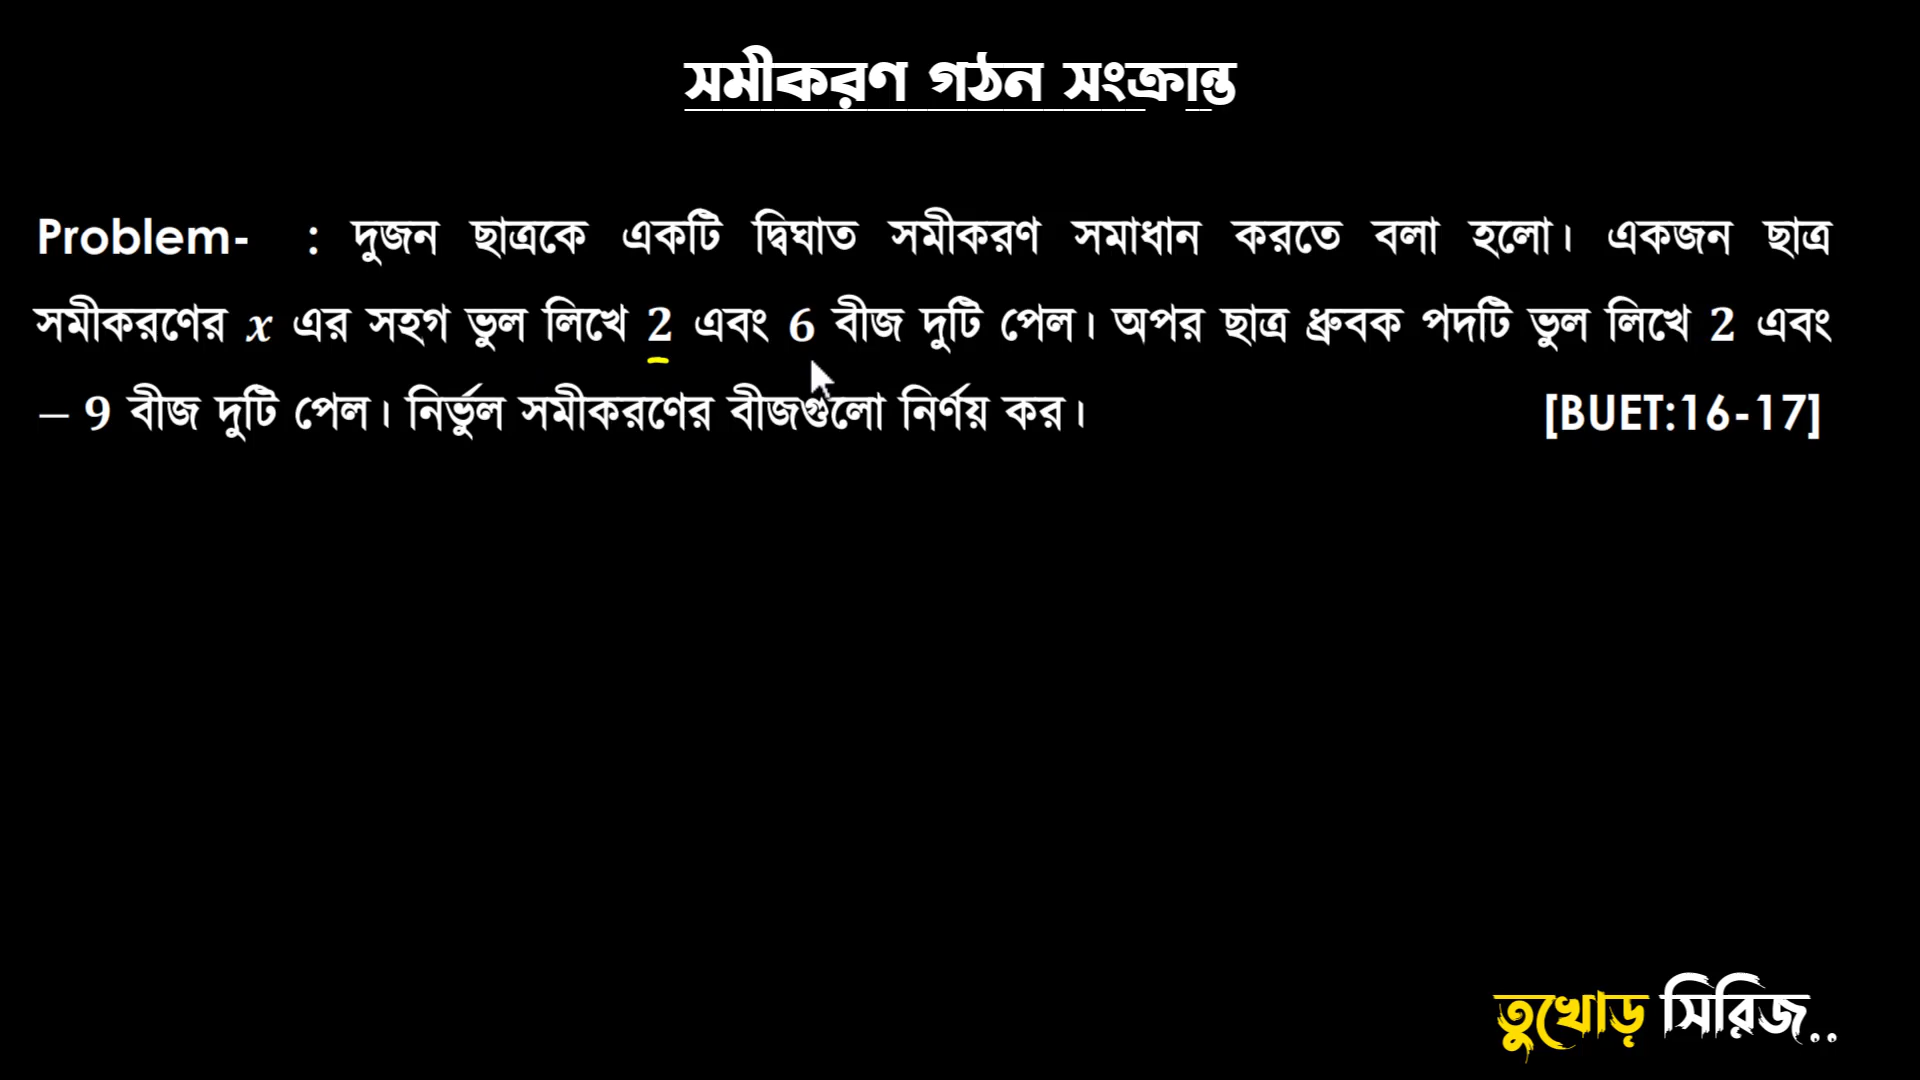 সমীকরণ গঠন সংক্রান্ত
Problem- : দুজন ছাত্রকে একটি দ্বিঘাত সমীকরণ সমাধান করতে বলা হলো। একজন ছাত্র
সমীকরণের x এর সহগ ভুল লিখে 2 এবং 6 বীজ দুটি পেল। অপর ছাত্র ধ্রুবক পদটি ভুল লিখে 2 এবং
– 9 বীজ দুটি পেল। নির্ভুল সমীকরণের বীজগুলো নির্ণয় কর। [BUET:16-17]
তুখোড় সিরিজ..